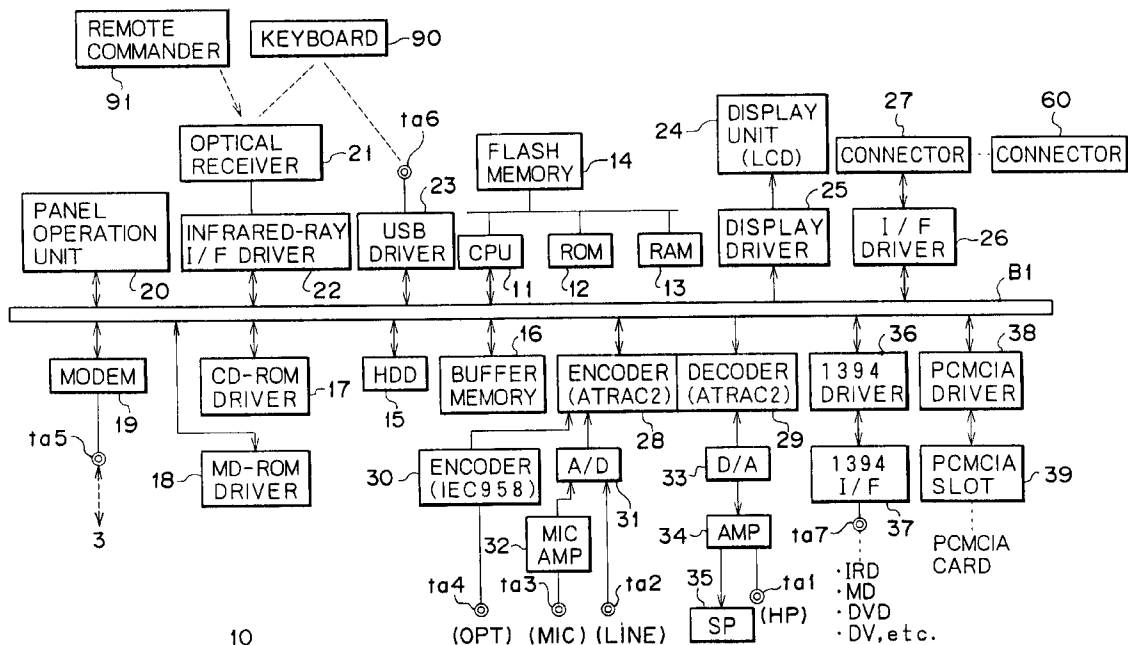 REMOTE
COMMANDER
91
KEYBOARD
90
OPTICAL
RECEIVER
21
ta6
PANEL
OPERATION
UNIT
20
INFRARED-RAY
I/F DRIVER
22
23
USB
DRIVER
FLASH
MEMORY
14
CPU
11
ROM
12
RAM
13
24
DISPLAY
UNIT
(LCD)
25
DISPLAY
DRIVER
27
CONNECTOR
60
CONNECTOR
I/F
DRIVER
26
B1
MODEM
19
ta5
3
CD-ROM
DRIVER
17
18
MD-ROM
DRIVER
HDD
15
16
BUFFER
MEMORY
ENCODER
(ATRAC2)
28
DECODER
(ATRAC2)
29
36
1394
DRIVER
38
PCMCIA
DRIVER
30
ENCODER
(IEC958)
A/D
31
32
MIC
AMP
33
D/A
34
AMP
35
SP
1394
I/F
37
PCMCIA
SLOT
39
PCMCIA
CARD
ta4
(OPT)
ta3
(MIC)
ta2
(LINE)
ta1
(HP)
ta7
·IRD
·MD
·DVD
·DV,etc.
10